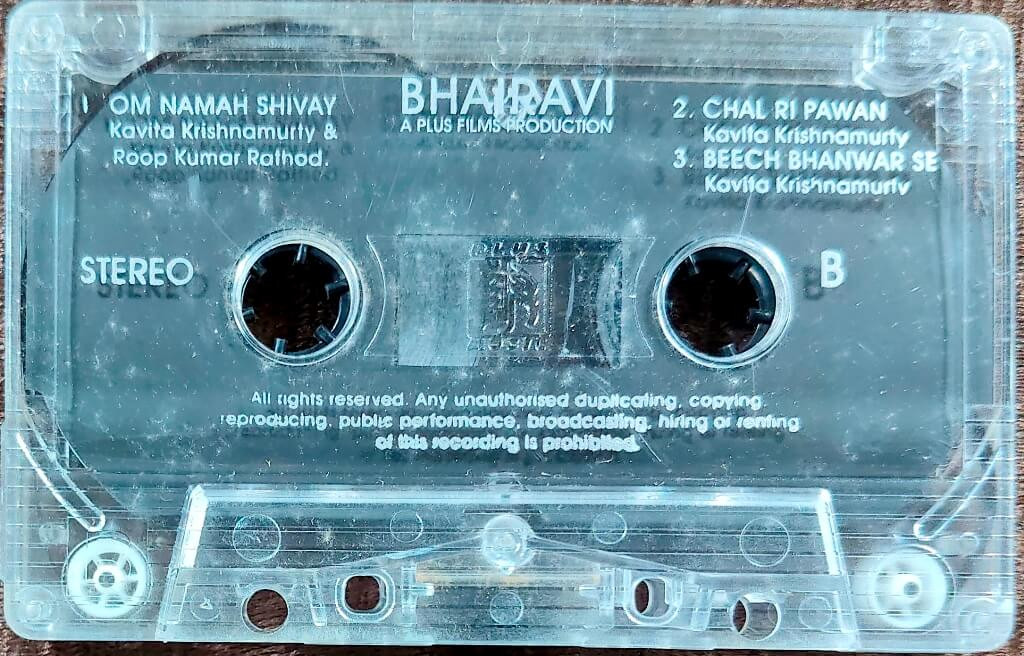 BHAIRAVI
A PLUS FILMS PRODUCTION
1 OM NAMAH SHIVAY
Kavita Krishnamurty &
Roop Kumar Rathod.
2. CHAL RI PAWAN
Kavita Krishnamurty
3. BEECH BHANWAR SE
Kavita Krishnamurty
STEREO
B
PLUS
All rights reserved. Any unauthorised duplicating, copying,
reproducing, public performance, broadcasting, hiring or renting
of this recording is prohibited.